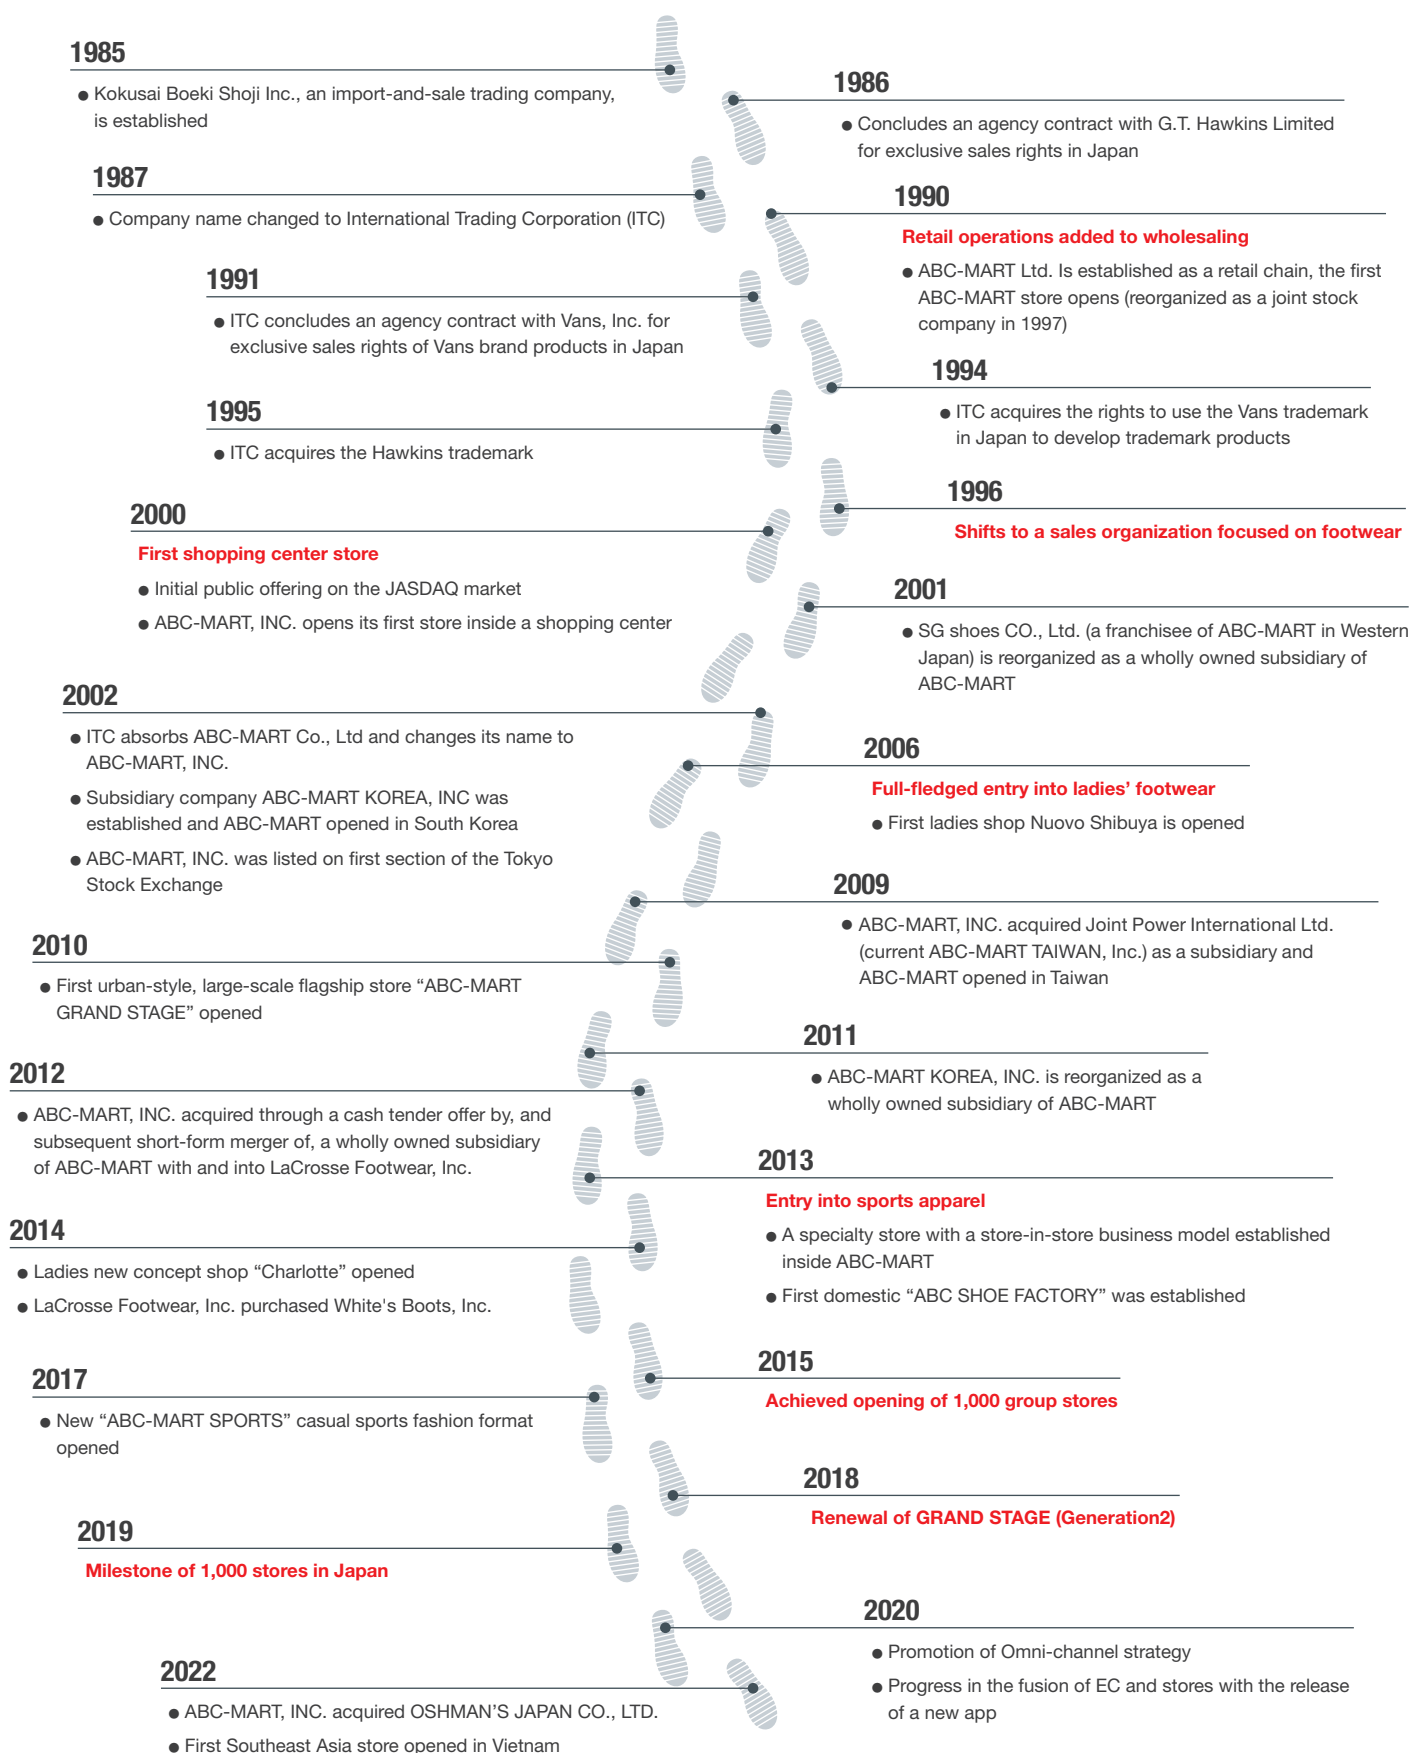 1985
● Kokusai Boeki Shoji Inc., an import-and-sale trading company,
is established
1986
● Concludes an agency contract with G.T. Hawkins Limited
for exclusive sales rights in Japan
1987
● Company name changed to International Trading Corporation (ITC)
1990
Retail operations added to wholesaling
● ABC-MART Ltd. Is established as a retail chain, the first
ABC-MART store opens (reorganized as a joint stock
company in 1997)
1991
● ITC concludes an agency contract with Vans, Inc. for
exclusive sales rights of Vans brand products in Japan
1994
● ITC acquires the rights to use the Vans trademark
in Japan to develop trademark products
1995
● ITC acquires the Hawkins trademark
1996
Shifts to a sales organization focused on footwear
2000
First shopping center store
● Initial public offering on the JASDAQ market
● ABC-MART, INC. opens its first store inside a shopping center
2001
● SG shoes CO., Ltd. (a franchisee of ABC-MART in Western
Japan) is reorganized as a wholly owned subsidiary of
ABC-MART
2002
● ITC absorbs ABC-MART Co., Ltd and changes its name to
ABC-MART, INC.
● Subsidiary company ABC-MART KOREA, INC was
established and ABC-MART opened in South Korea
● ABC-MART, INC. was listed on first section of the Tokyo
Stock Exchange
2006
Full-fledged entry into ladies’ footwear
● First ladies shop Nuovo Shibuya is opened
2009
● ABC-MART, INC. acquired Joint Power International Ltd.
(current ABC-MART TAIWAN, Inc.) as a subsidiary and
ABC-MART opened in Taiwan
2010
● First urban-style, large-scale flagship store “ABC-MART
GRAND STAGE” opened
2011
● ABC-MART KOREA, INC. is reorganized as a
wholly owned subsidiary of ABC-MART
2012
● ABC-MART, INC. acquired through a cash tender offer by, and
subsequent short-form merger of, a wholly owned subsidiary
of ABC-MART with and into LaCrosse Footwear, Inc.
2013
Entry into sports apparel
● A specialty store with a store-in-store business model established
inside ABC-MART
● First domestic “ABC SHOE FACTORY” was established
2014
● Ladies new concept shop “Charlotte” opened
● LaCrosse Footwear, Inc. purchased White's Boots, Inc.
2015
Achieved opening of 1,000 group stores
2017
● New “ABC-MART SPORTS” casual sports fashion format
opened
2018
Renewal of GRAND STAGE (Generation2)
2019
Milestone of 1,000 stores in Japan
2020
● Promotion of Omni-channel strategy
● Progress in the fusion of EC and stores with the release
of a new app
2022
● ABC-MART, INC. acquired OSHMAN’S JAPAN CO., LTD.
● First Southeast Asia store opened in Vietnam